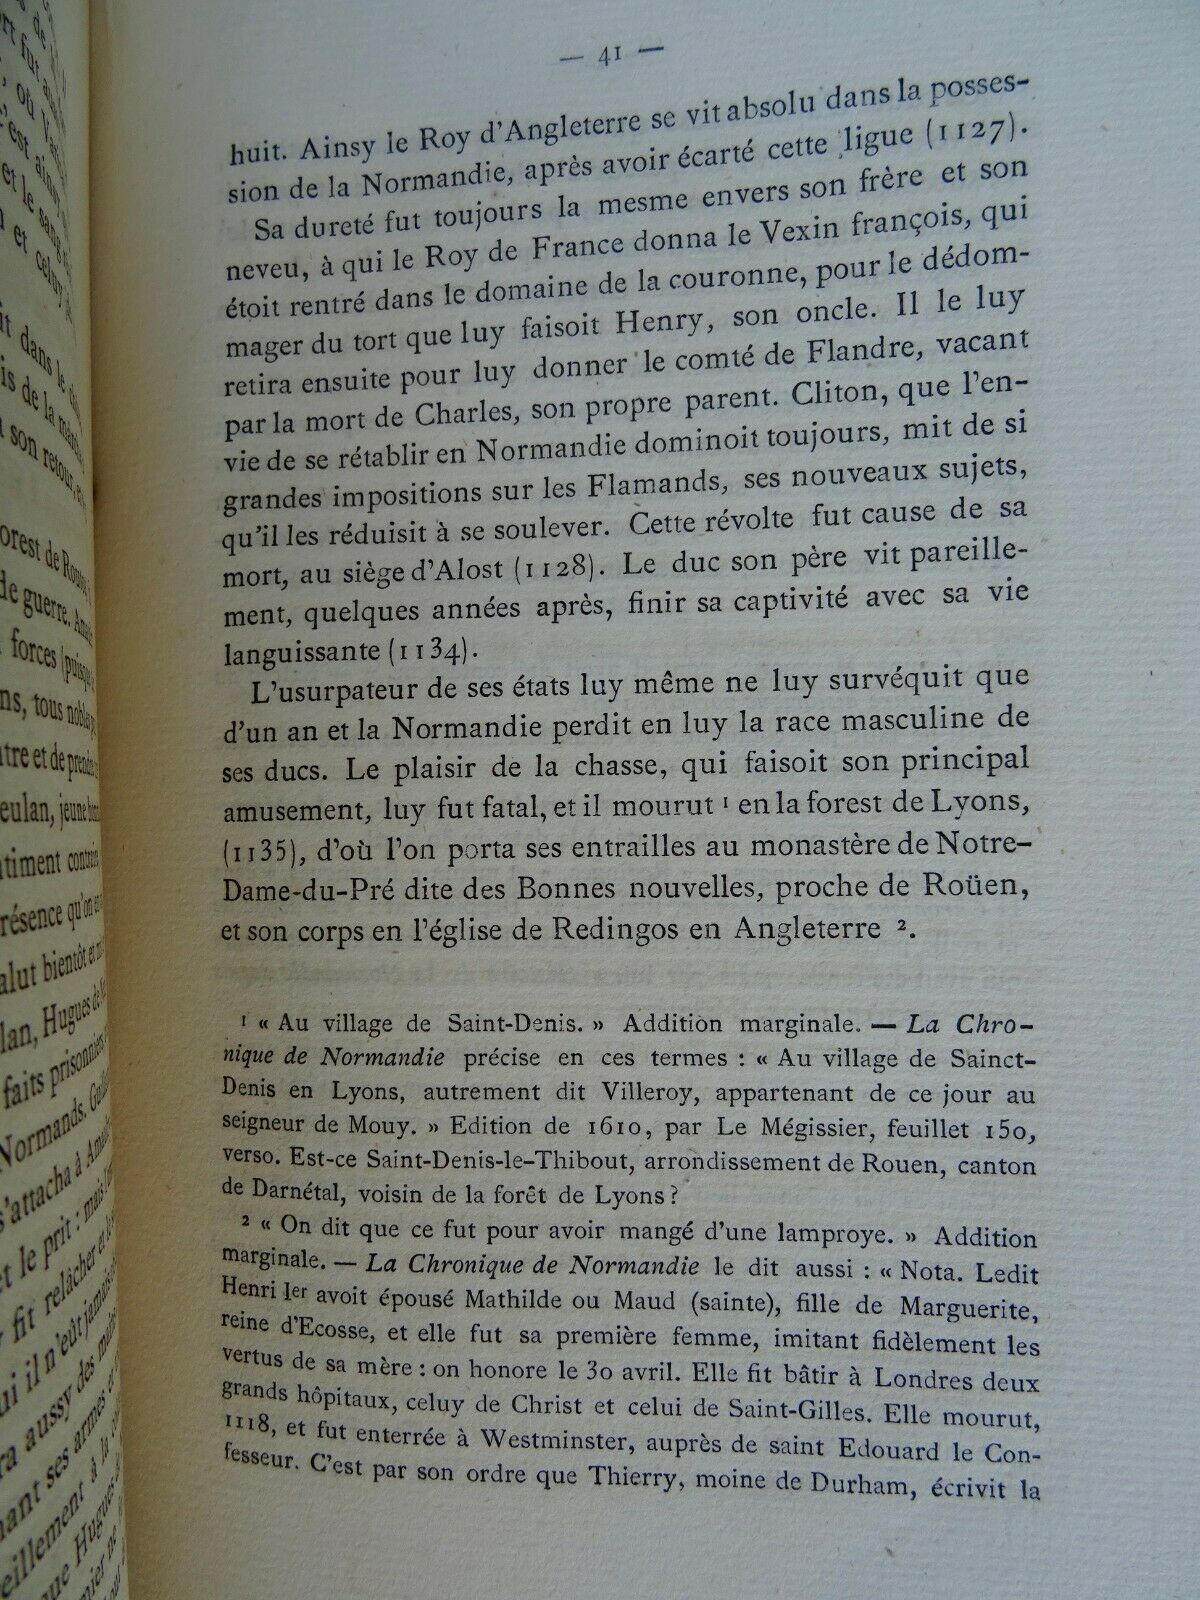 — 41 —
huit. Ainsy le Roy d'Angleterre se vit absolu dans la posses-
sion de la Normandie, après avoir écarté cette ligue (1127).
Sa dureté fut toujours la mesme envers son frère et son
neveu, à qui le Roy de France donna le Vexin françois, qui
étoit rentré dans le domaine de la couronne, pour le dédom-
mager du tort que luy faisoit Henry, son oncle. Il le luy
retira ensuite pour luy donner le comté de Flandre, vacant
par la mort de Charles, son propre parent. Cliton, que l'en-
vie de se rétablir en Normandie dominoit toujours, mit de si
grandes impositions sur les Flamands, ses nouveaux sujets,
qu'il les réduisit à se soulever. Cette révolte fut cause de sa
mort, au siège d'Alost (1128). Le duc son père vit pareille-
ment, quelques années après, finir sa captivité avec sa vie
languissante (1134).
L'usurpateur de ses états luy même ne luy survéquit que
d'un an et la Normandie perdit en luy la race masculine de
ses ducs. Le plaisir de la chasse, qui faisoit son principal
amusement, luy fut fatal, et il mourut ¹ en la forest de Lyons,
(1135), d'où l'on porta ses entrailles au monastère de Notre-
Dame-du-Pré dite des Bonnes nouvelles, proche de Roüen,
et son corps en l'église de Redingos en Angleterre ².
¹ « Au village de Saint-Denis. » Addition marginale. — La Chro-
nique de Normandie précise en ces termes : « Au village de Sainct-
Denis en Lyons, autrement dit Villeroy, appartenant de ce jour au
seigneur de Mouy. » Edition de 1610, par Le Mégissier, feuillet 150,
verso. Est-ce Saint-Denis-le-Thibout, arrondissement de Rouen, canton
de Darnétal, voisin de la forêt de Lyons ?
² « On dit que ce fut pour avoir mangé d'une lamproye. » Addition
marginale. — La Chronique de Normandie le dit aussi : « Nota. Ledit
Henri Ier avoit épousé Mathilde ou Maud (sainte), fille de Marguerite,
reine d'Ecosse, et elle fut sa première femme, imitant fidèlement les
vertus de sa mère : on honore le 30 avril. Elle fit bâtir à Londres deux
grands hôpitaux, celuy de Christ et celui de Saint-Gilles. Elle mourut,
1118, et fut enterrée à Westminster, auprès de saint Edouard le Con-
fesseur. C'est par son ordre que Thierry, moine de Durham, écrivit la